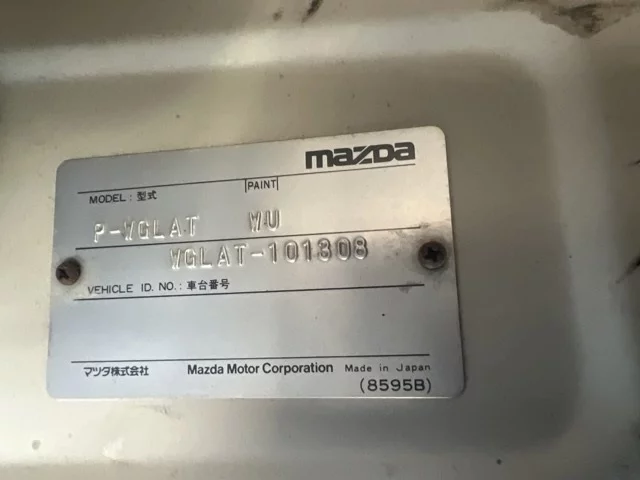 mazda
MODEL: 型式 PAINT
P-WGLAT WU
WGLAT-101308
VEHICLE ID. NO.: 車台番号
マツダ株式会社 Mazda Motor Corporation Made in Japan
(8595B)